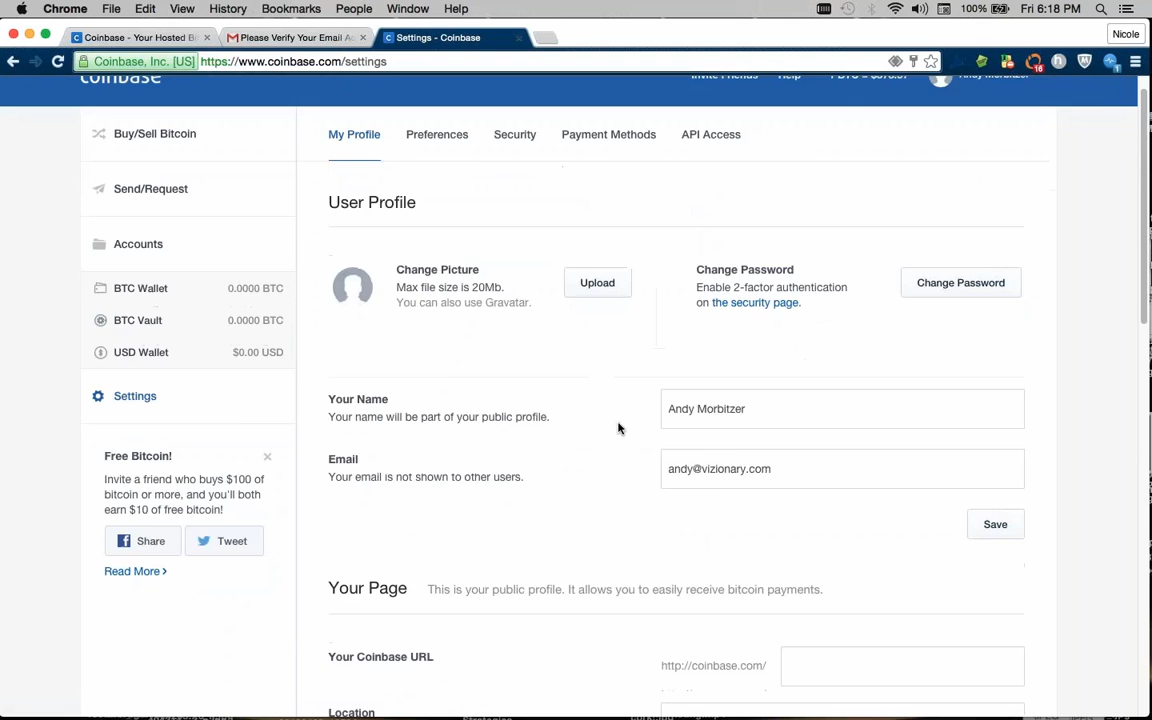 Chrome File Edit View History Bookmarks People Window Help 100% Fri 6:18 PM
Coinbase - Your Hosted Bi
Please Verify Your Email Ac
Settings - Coinbase
Nicole
Coinbase, Inc. [US] https://www.coinbase.com/settings
16
1
coinbase
Invite Friends Help
Andy Morbitzer
Buy/Sell Bitcoin
Send/Request
Accounts
BTC Wallet 0.0000 BTC
BTC Vault 0.0000 BTC
USD Wallet $0.00 USD
Settings
Free Bitcoin!
Invite a friend who buys $100 of
bitcoin or more, and you'll both
earn $10 of free bitcoin!
Share Tweet
Read More
My Profile Preferences Security Payment Methods API Access
User Profile
Change Picture
Max file size is 20Mb.
You can also use Gravatar.
Upload
Change Password
Enable 2-factor authentication
on the security page.
Change Password
Your Name
Your name will be part of your public profile.
Andy Morbitzer
Email
Your email is not shown to other users.
andy@vizionary.com
Save
Your Page This is your public profile. It allows you to easily receive bitcoin payments.
Your Coinbase URL
http://coinbase.com/
Location